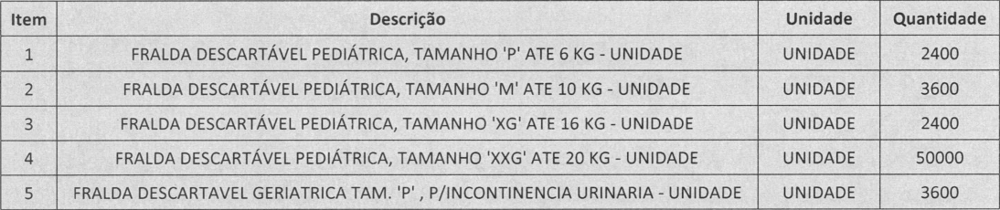 Item Descrição Unidade Quantidade
1 FRALDA DESCARTÁVEL PEDIÁTRICA, TAMANHO 'P' ATE 6 KG - UNIDADE UNIDADE 2400
2 FRALDA DESCARTÁVEL PEDIÁTRICA, TAMANHO 'M' ATE 10 KG - UNIDADE UNIDADE 3600
3 FRALDA DESCARTÁVEL PEDIÁTRICA, TAMANHO 'XG' ATE 16 KG - UNIDADE UNIDADE 2400
4 FRALDA DESCARTÁVEL PEDIÁTRICA, TAMANHO 'XXG' ATE 20 KG - UNIDADE UNIDADE 50000
5 FRALDA DESCARTAVEL GERIATRICA TAM. 'P' , P/INCONTINENCIA URINARIA - UNIDADE UNIDADE 3600